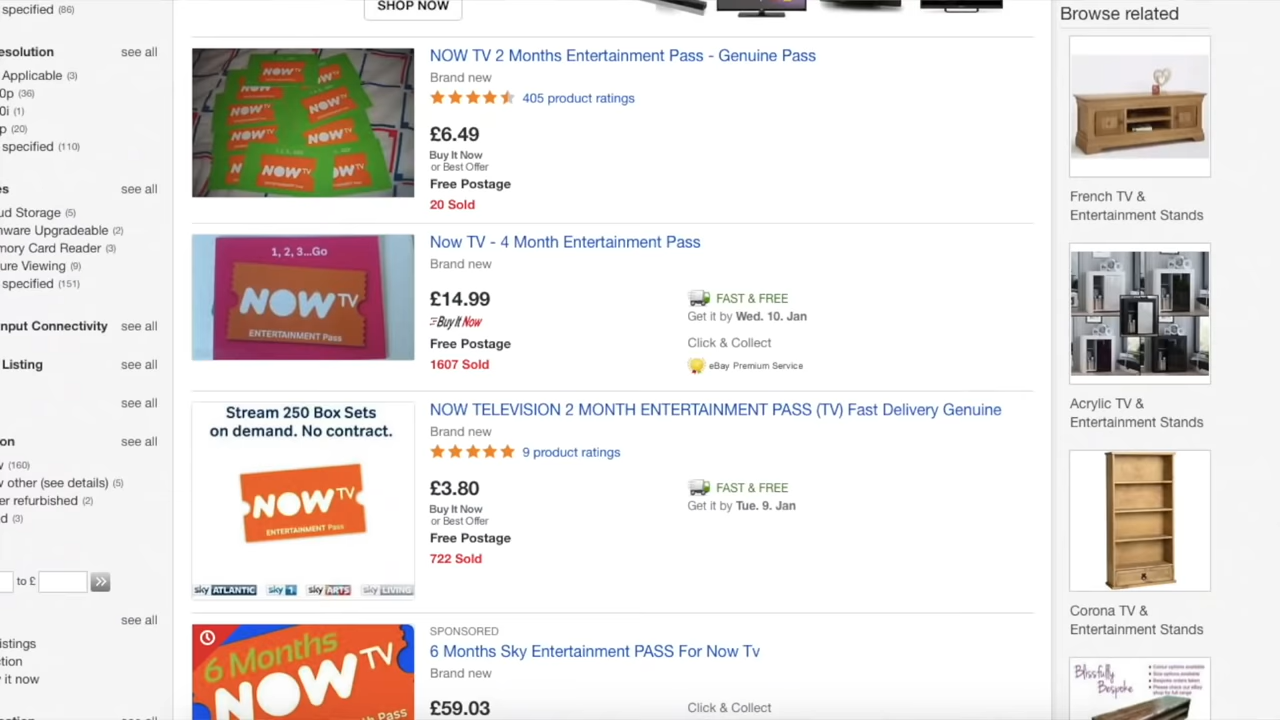 specified (86)
esolution see all
Applicable (3)
0p (36)
0i (1)
p (20)
specified (110)
es see all
ud Storage (5)
mware Upgradeable (2)
mory Card Reader (3)
ure Viewing (9)
specified (151)
nput Connectivity see all
Listing see all
see all
on see all
w (160)
w other (see details) (5)
er refurbished (2)
d (3)
to £ >>
see all
istings
ction
y it now
SHOP NOW
NOW TV
NOW TV 2 Months Entertainment Pass - Genuine Pass
Brand new
405 product ratings
£6.49
Buy It Now
or Best Offer
Free Postage
20 Sold
1, 2, 3...Go
NOW TV
ENTERTAINMENT Pass
Now TV - 4 Month Entertainment Pass
Brand new
£14.99
Buy It Now
Free Postage
1607 Sold
FAST & FREE
Get it by Wed. 10. Jan
Click & Collect
eBay Premium Service
Stream 250 Box Sets
on demand. No contract.
NOW TV
ENTERTAINMENT Pass
sky ATLANTIC sky 1 sky ARTS sky LIVING
NOW TELEVISION 2 MONTH ENTERTAINMENT PASS (TV) Fast Delivery Genuine
Brand new
9 product ratings
£3.80
Buy It Now
or Best Offer
Free Postage
722 Sold
FAST & FREE
Get it by Tue. 9. Jan
6 Months
NOW TV
Pass
SPONSORED
6 Months Sky Entertainment PASS For Now Tv
Brand new
£59.03
Click & Collect
Browse related
French TV &
Entertainment Stands
Acrylic TV &
Entertainment Stands
Corona TV &
Entertainment Stands
Blissfully
Bespoke